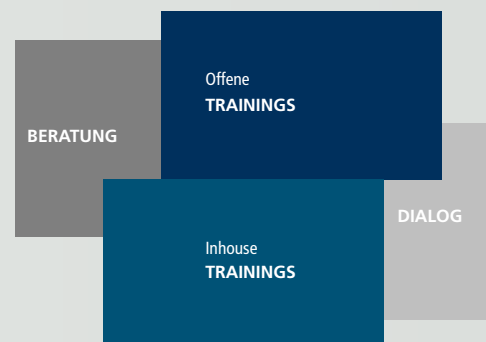 Offene
TRAININGS
BERATUNG
DIALOG
Inhouse
TRAININGS